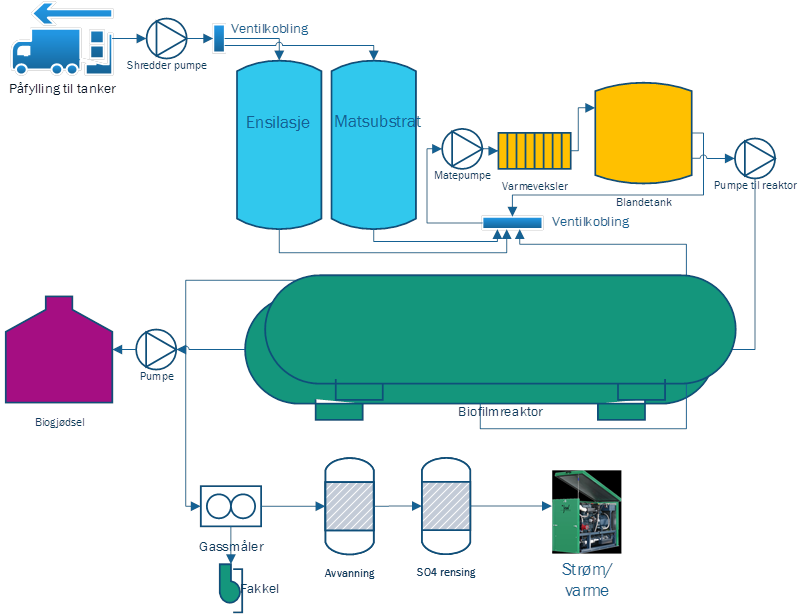 Ventilkobling
Shredder pumpe
Påfylling til tanker
Ensilasje
Matsubstrat
Matepumpe
Varmeveksler
Blandetank
Pumpe til reaktor
Ventilkobling
Pumpe
Biogjødsel
Biofilmreaktor
Gassmåler
Fakkel
Avvanning
SO4 rensing
Strøm/
varme